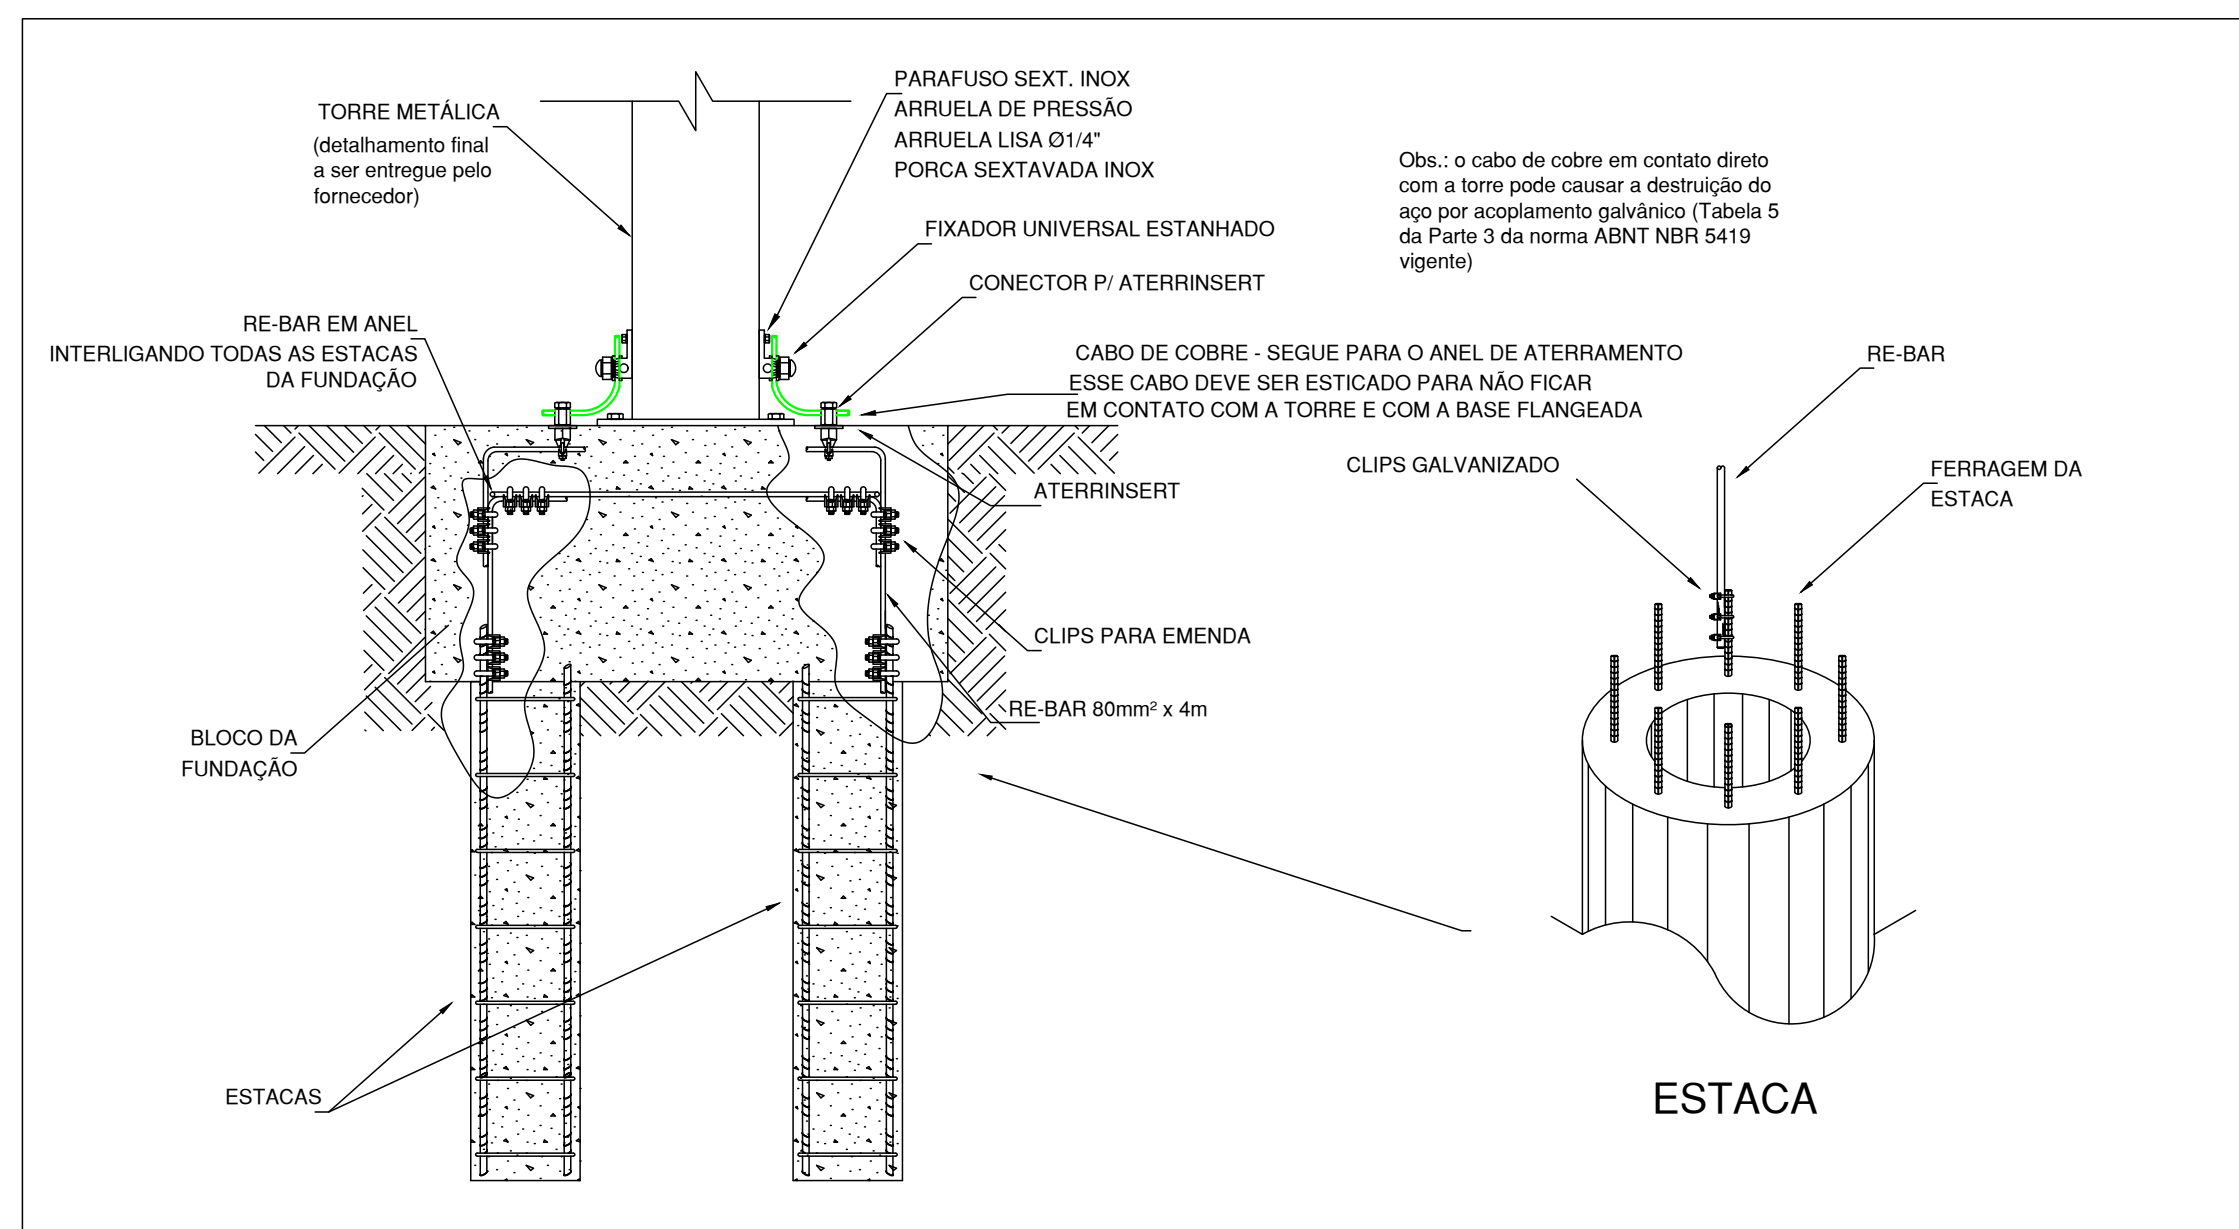 TORRE METÁLICA
(detalhamento final
a ser entregue pelo
fornecedor)
PARAFUSO SEXT. INOX
ARRUELA DE PRESSÃO
ARRUELA LISA Ø1/4"
PORCA SEXTAVADA INOX
FIXADOR UNIVERSAL ESTANHADO
CONECTOR P/ ATERRINSERT
Obs.: o cabo de cobre em contato direto
com a torre pode causar a destruição do
aço por acoplamento galvânico (Tabela 5
da Parte 3 da norma ABNT NBR 5419
vigente)
RE-BAR EM ANEL
INTERLIGANDO TODAS AS ESTACAS
DA FUNDAÇÃO
CABO DE COBRE - SEGUE PARA O ANEL DE ATERRAMENTO
ESSE CABO DEVE SER ESTICADO PARA NÃO FICAR
EM CONTATO COM A TORRE E COM A BASE FLANGEADA
RE-BAR
CLIPS GALVANIZADO
FERRAGEM DA
ESTACA
ATERRINSERT
CLIPS PARA EMENDA
RE-BAR 80mm² x 4m
BLOCO DA
FUNDAÇÃO
ESTACAS
ESTACA